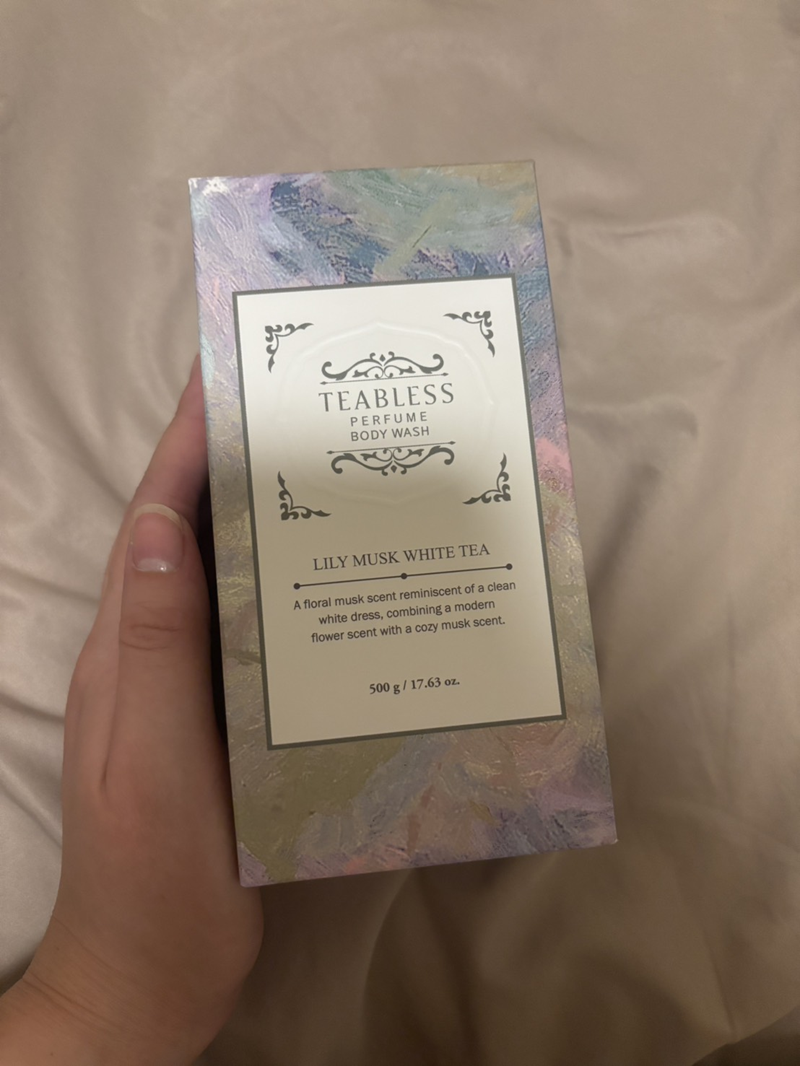 TEABLESS
PERFUME
BODY WASH
LILY MUSK WHITE TEA
A floral musk scent reminiscent of a clean
white dress, combining a modern
flower scent with a cozy musk scent.
500 g / 17.63 oz.